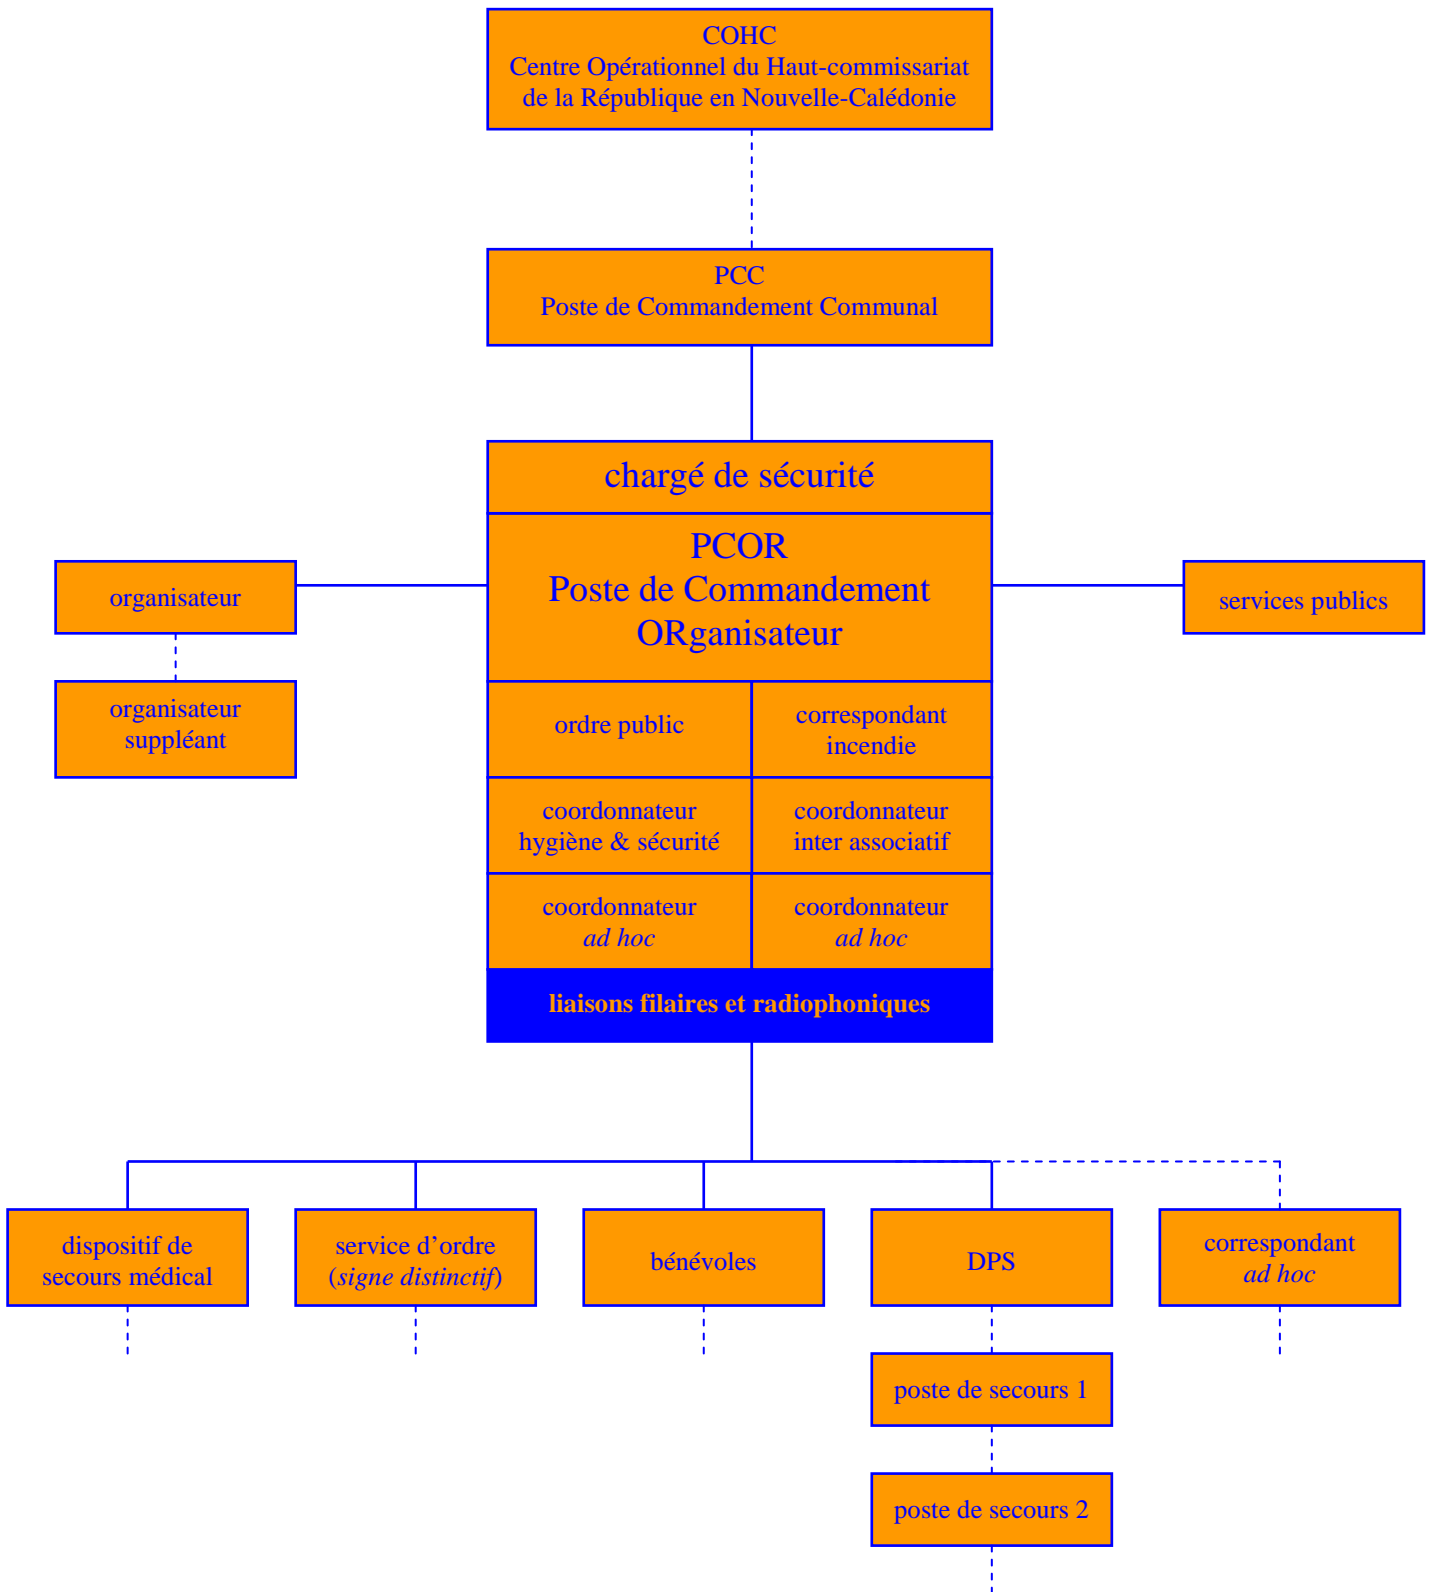 COHC
Centre Opérationnel du Haut-commissariat
de la République en Nouvelle-Calédonie
PCC
Poste de Commandement Communal
chargé de sécurité
PCOR
Poste de Commandement
ORganisateur
organisateur
services publics
organisateur
suppléant
ordre public
correspondant
incendie
coordonnateur
hygiène & sécurité
coordonnateur
inter associatif
coordonnateur
ad hoc
coordonnateur
ad hoc
liaisons filaires et radiophoniques
dispositif de
secours médical
service d’ordre
(signe distinctif)
bénévoles
DPS
correspondant
ad hoc
poste de secours 1
poste de secours 2